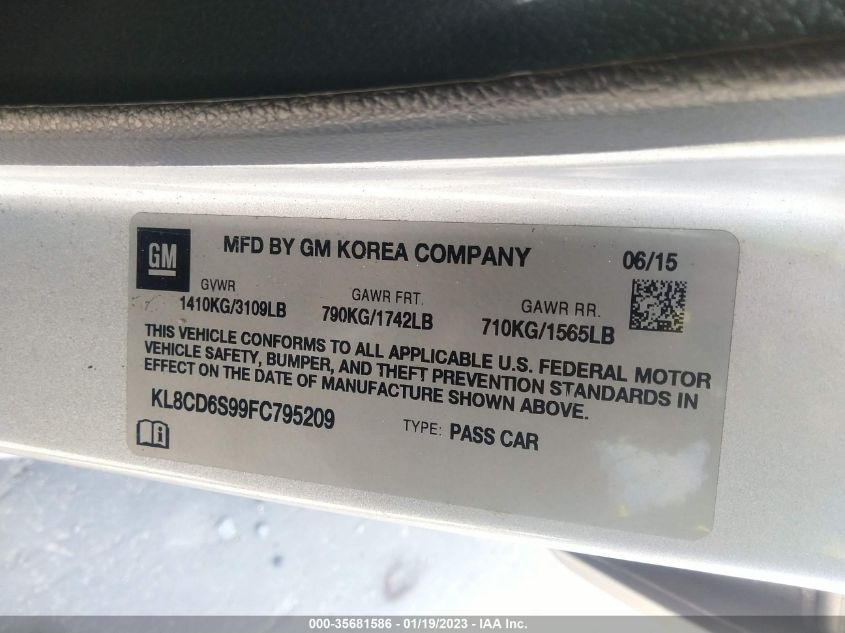 GM
MFD BY GM KOREA COMPANY
06/15
GVWR
GAWR FRT.
GAWR RR.
1410KG/3109LB
790KG/1742LB
710KG/1565LB
THIS VEHICLE CONFORMS TO ALL APPLICABLE U.S. FEDERAL MOTOR
VEHICLE SAFETY, BUMPER, AND THEFT PREVENTION STANDARDS IN
EFFECT ON THE DATE OF MANUFACTURE SHOWN ABOVE.
KL8CD6S99FC795209
TYPE: PASS CAR
000-35681586 - 01/19/2023 - IAA Inc.